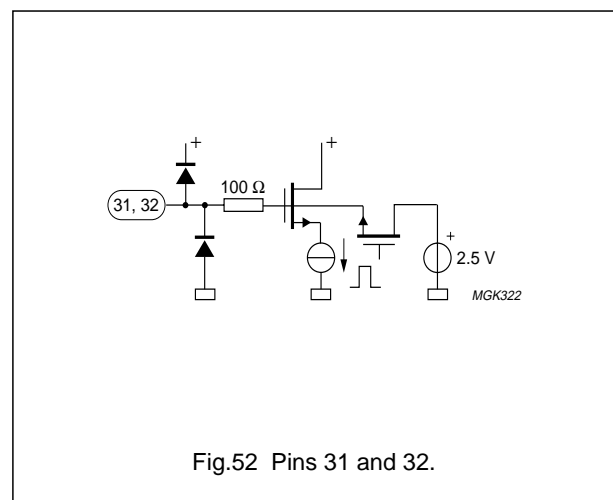 + +
100 Ω
31, 32
+
2.5 V
MGK322
Fig.52 Pins 31 and 32.